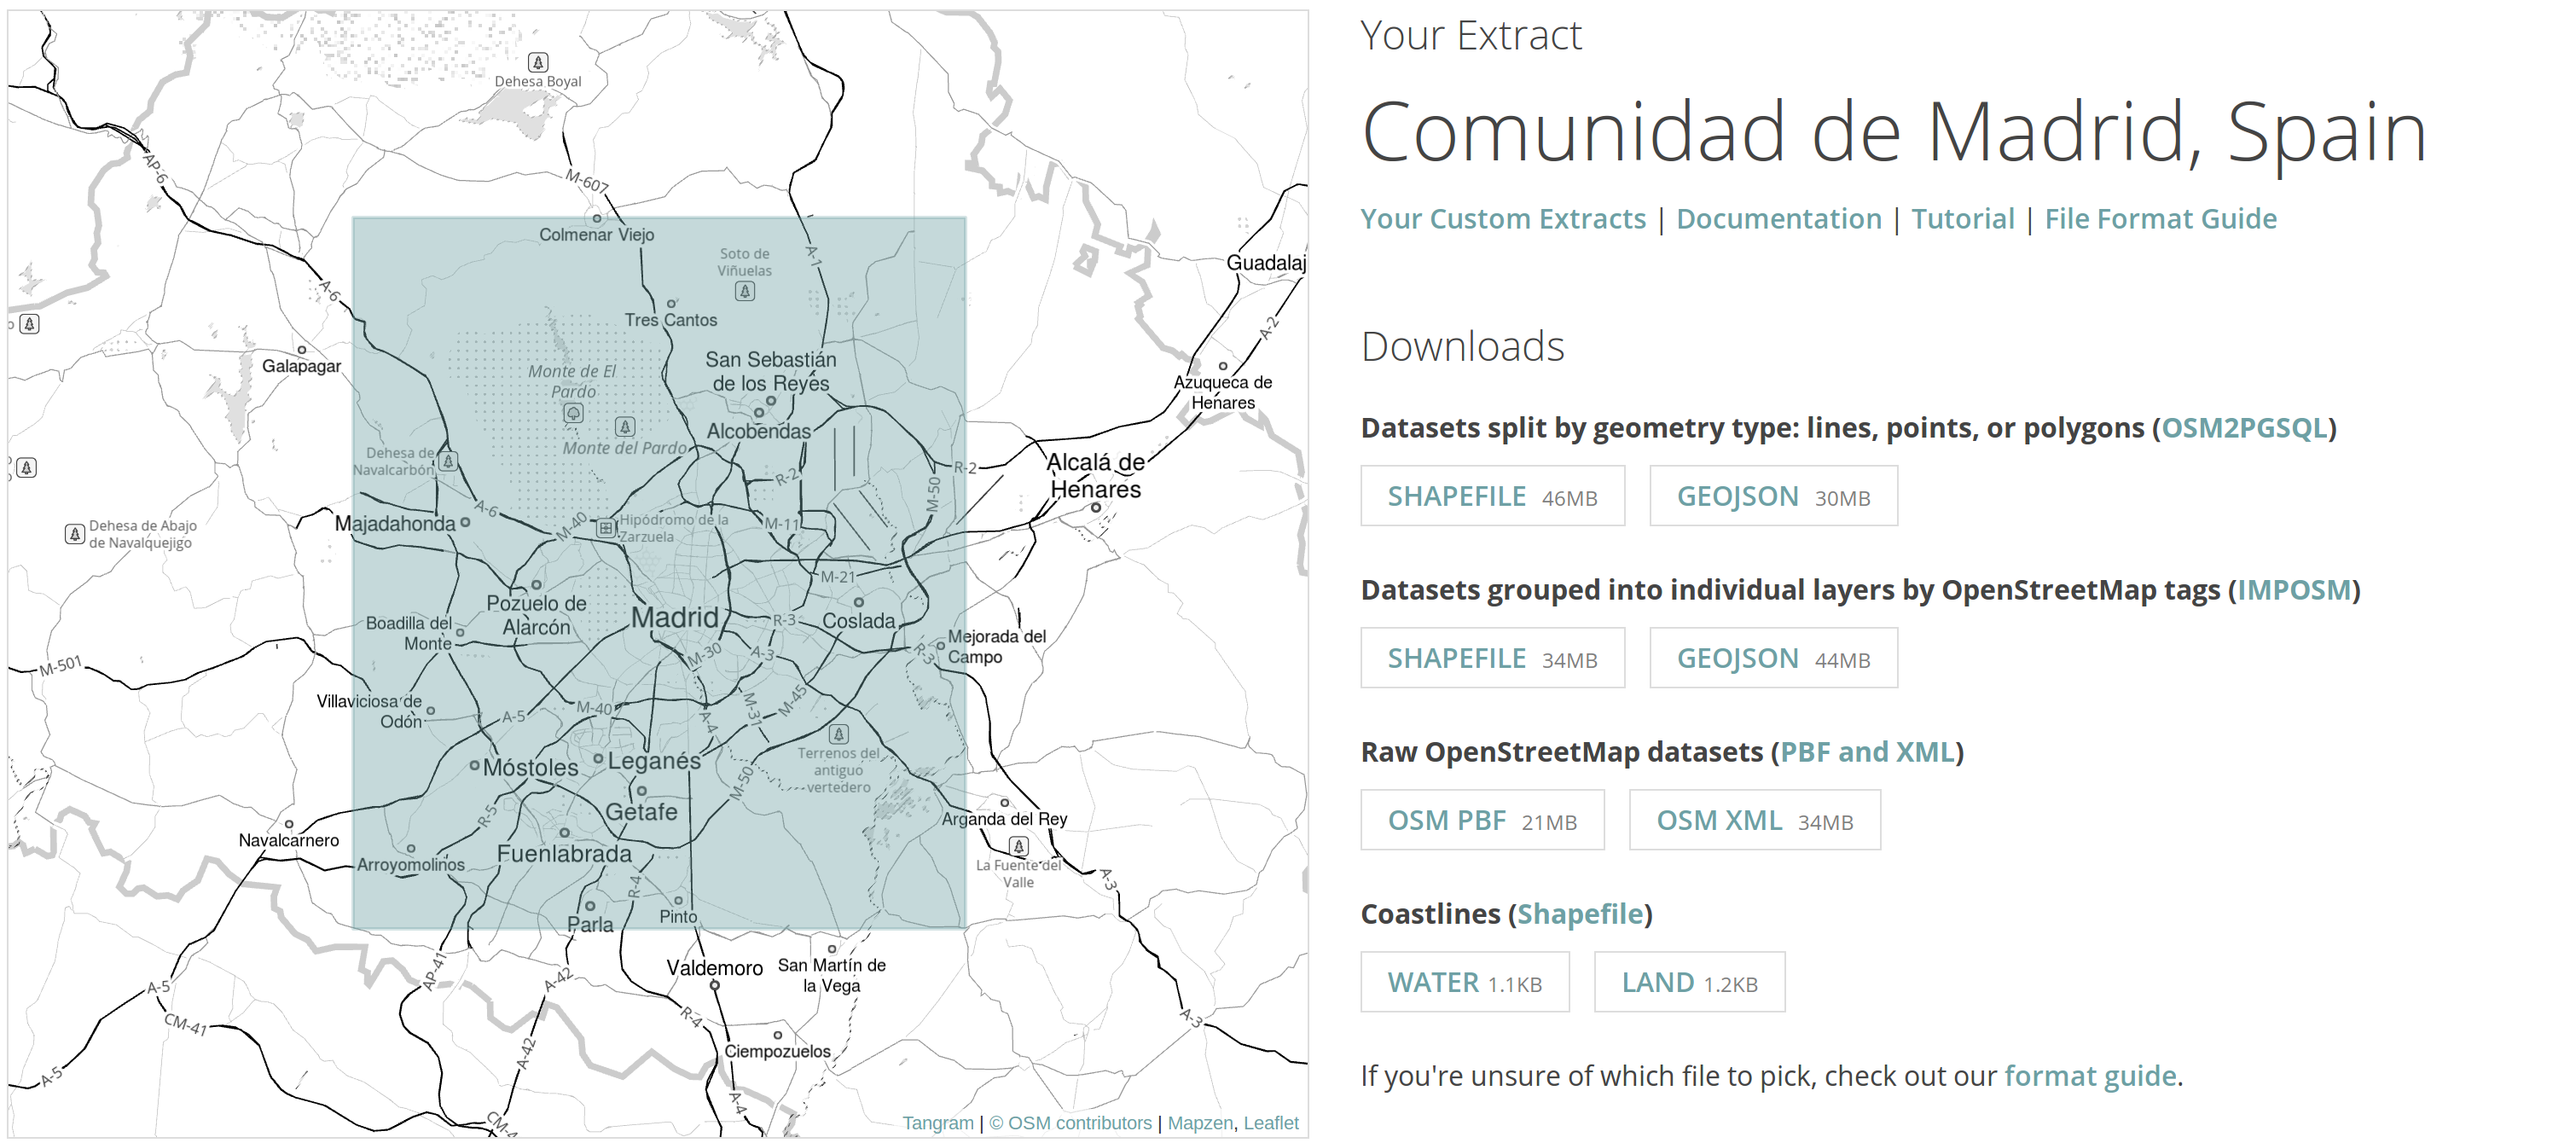 Dehesa Boyal
AP-6
M-607
Colmenar Viejo
A-1
Soto de
Viñuelas
Guadalaj
A-6
Tres Cantos
A-2
Galapagar
San Sebastián
de los Reyes
Monte de El
Pardo
Azuqueca de
Henares
Alcobendas
Monte del Pardo
Dehesa de
Navalcarbón
R-2
R-2
Alcalá de
Henares
M-50
A-6
Majadahonda
M-40
Hipódromo de la
Zarzuela
M-11
Dehesa de Abajo
de Navalquejigo
M-21
Pozuelo de
Alarcón
Madrid
R-3
Coslada
Boadilla del
Monte
Mejorada del
Campo
M-30
A-3
R-3
M-501
Villaviciosa de
Odón
A-5
M-40
A-4
M-31
M-45
Terrenos del
antiguo
vertedero
Móstoles
Leganés
M-50
Getafe
R-5
Arganda del Rey
Navalcarnero
Fuenlabrada
Arroyomolinos
La Fuente del
Valle
R-4
A-3
Parla
Pinto
Valdemoro
San Martín de
la Vega
AP-41
A-42
A-5
CM-41
R-4
A-3
A-42
Ciempozuelos
A-5
A-4
CM-4
Tangram | © OSM contributors | Mapzen, Leaflet
Your Extract
Comunidad de Madrid, Spain
Your Custom Extracts | Documentation | Tutorial | File Format Guide
Downloads
Datasets split by geometry type: lines, points, or polygons (OSM2PGSQL)
SHAPEFILE 46MB GEOJSON 30MB
Datasets grouped into individual layers by OpenStreetMap tags (IMPOSM)
SHAPEFILE 34MB GEOJSON 44MB
Raw OpenStreetMap datasets (PBF and XML)
OSM PBF 21MB OSM XML 34MB
Coastlines (Shapefile)
WATER 1.1KB LAND 1.2KB
If you're unsure of which file to pick, check out our format guide.